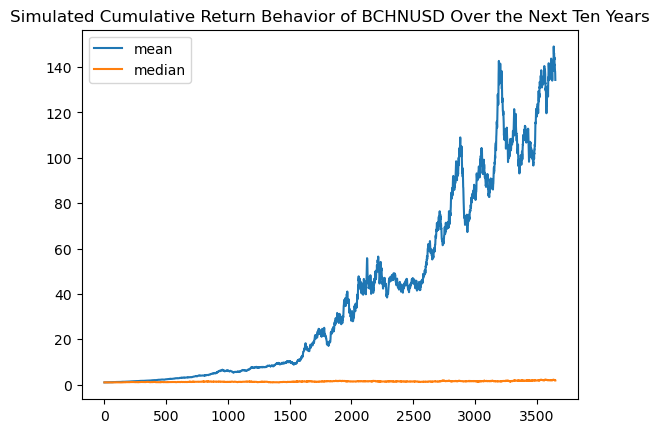 Simulated Cumulative Return Behavior of BCHNUSD Over the Next Ten Years
mean
median
140
120
100
80
60
40
20
0
0 500 1000 1500 2000 2500 3000 3500